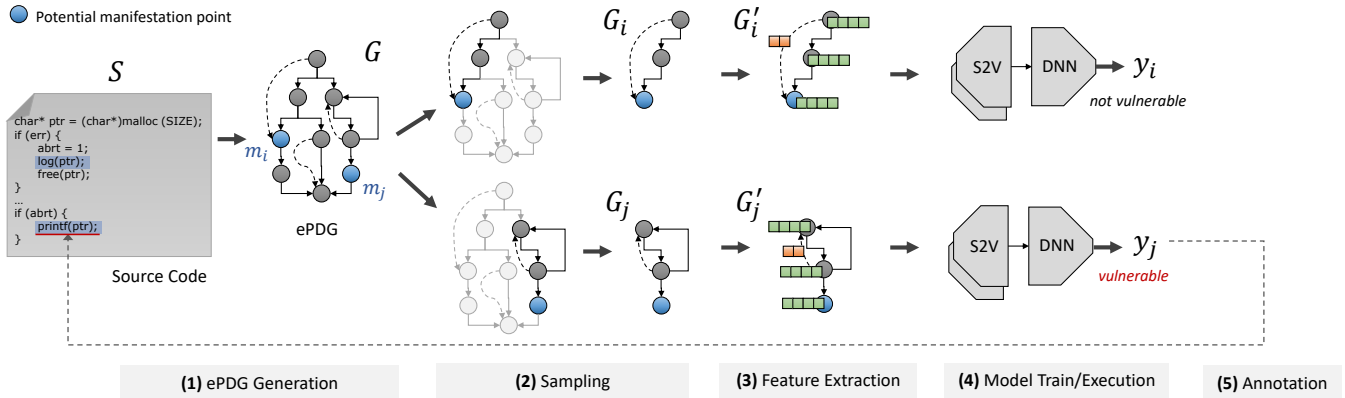 Potential manifestation point
S
char* ptr = (char*)malloc (SIZE);
if (err) {
abrt = 1;
log(ptr);
free(ptr);
}
...
if (abrt) {
printf(ptr);
}
Source Code
G
m_i
m_j
ePDG
G_i
G'_i
S2V
DNN
y_i
not vulnerable
G_j
G'_j
S2V
DNN
y_j
vulnerable
(1) ePDG Generation
(2) Sampling
(3) Feature Extraction
(4) Model Train/Execution
(5) Annotation